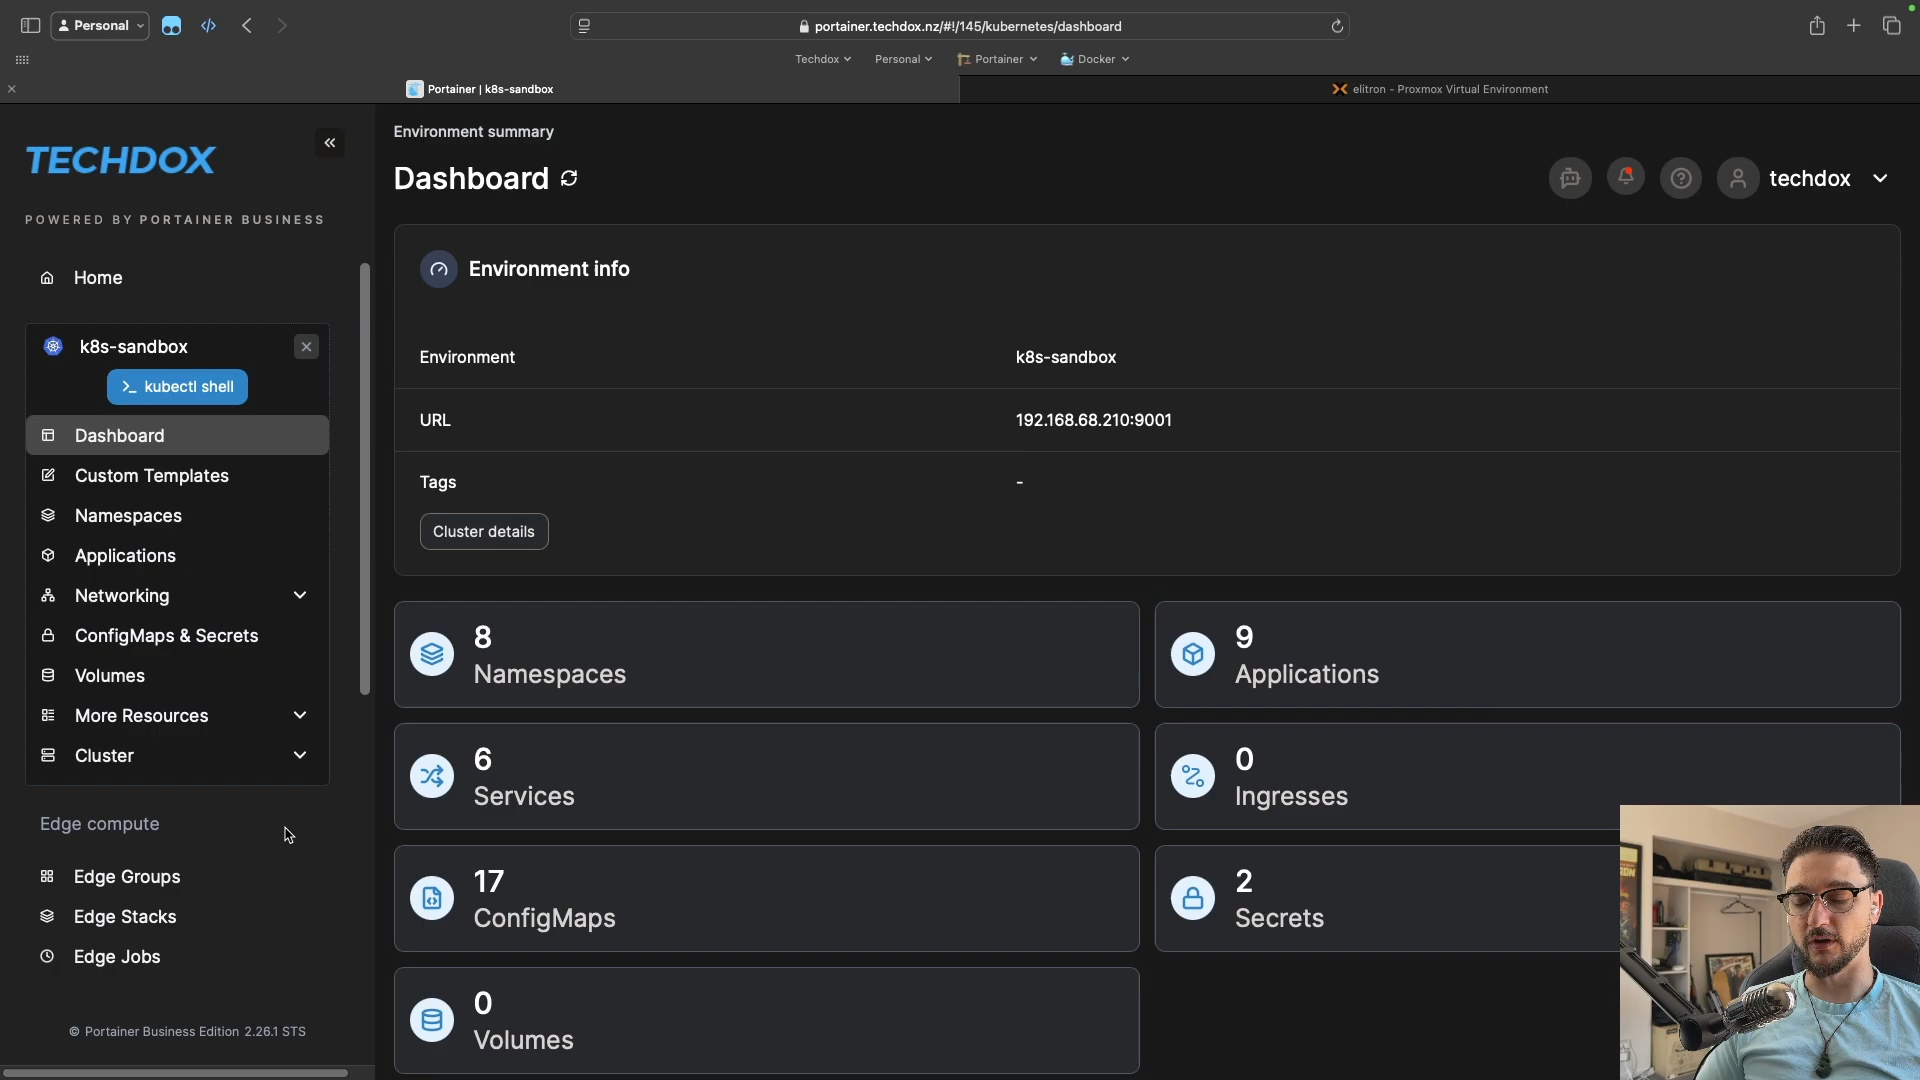 Personal
portainer.techdox.nz/#!/145/kubernetes/dashboard
Techdox
Personal
Portainer
Docker
Portainer | k8s-sandbox
elitron - Proxmox Virtual Environment
TECHDOX
POWERED BY PORTAINER BUSINESS
Home
k8s-sandbox
>_ kubectl shell
Dashboard
Custom Templates
Namespaces
Applications
Networking
ConfigMaps & Secrets
Volumes
More Resources
Cluster
Edge compute
Edge Groups
Edge Stacks
Edge Jobs
© Portainer Business Edition 2.26.1 STS
Environment summary
Dashboard
techdox
Environment info
Environment k8s-sandbox
URL 192.168.68.210:9001
Tags -
Cluster details
8
Namespaces
9
Applications
6
Services
0
Ingresses
17
ConfigMaps
2
Secrets
0
Volumes